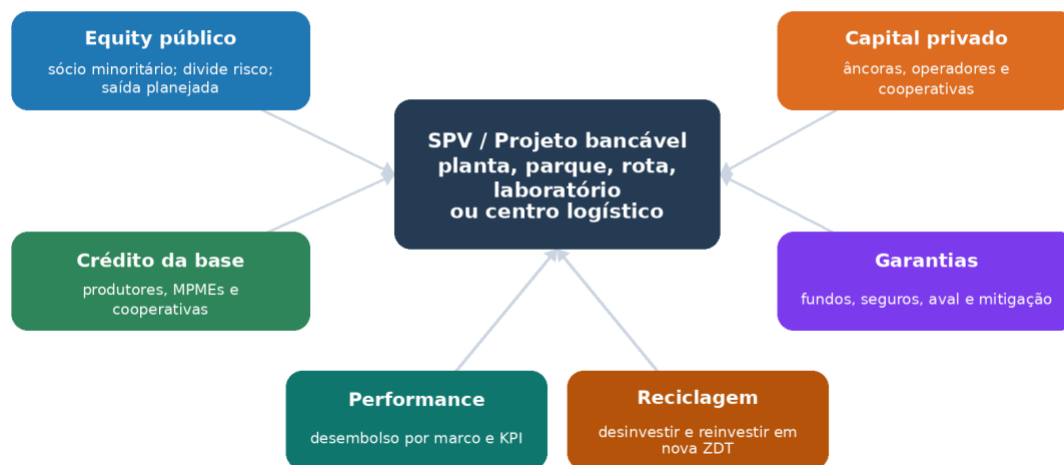 Equity público
sócio minoritário; divide risco;
saída planejada
Capital privado
âncoras, operadores e
cooperativas
SPV / Projeto bancável
planta, parque, rota,
laboratório
ou centro logístico
Crédito da base
produtores, MPMEs e
cooperativas
Garantias
fundos, seguros, aval e mitigação
Performance
desembolso por marco e KPI
Reciclagem
desinvestir e reinvestir em
nova ZDT